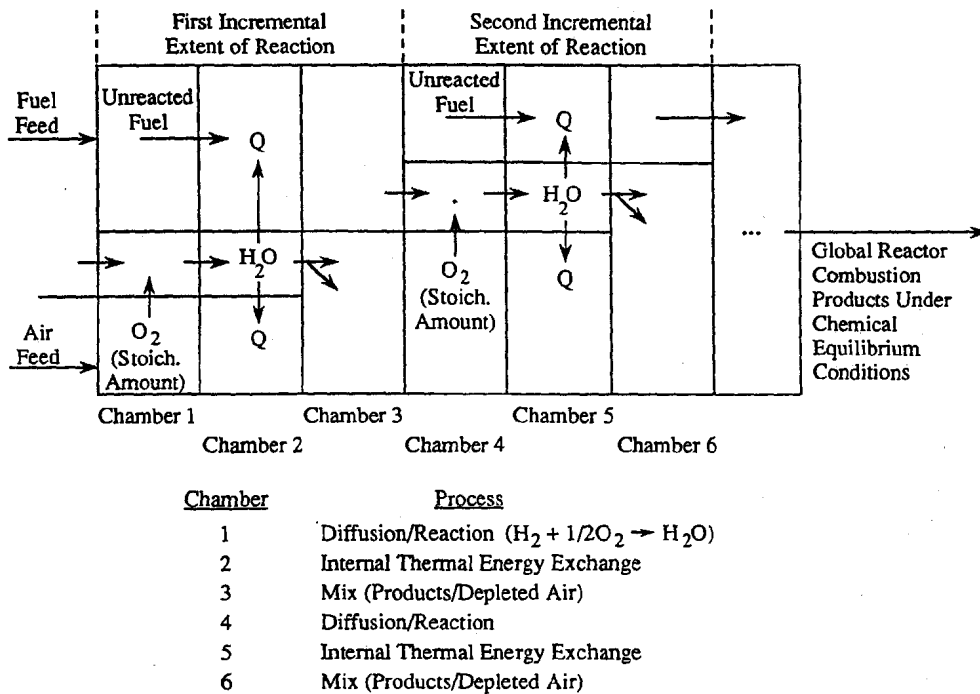 First Incremental
Extent of Reaction
Second Incremental
Extent of Reaction
Fuel
Feed
Unreacted
Fuel
Q
H2O
Q
O2
(Stoich.
Amount)
Air
Feed
Unreacted
Fuel
Q
H2O
Q
O2
(Stoich.
Amount)
...
Global Reactor
Combustion
Products Under
Chemical
Equilibrium
Conditions
Chamber 1
Chamber 2
Chamber 3
Chamber 4
Chamber 5
Chamber 6
Chamber Process
1 Diffusion/Reaction (H2 + 1/2O2 → H2O)
2 Internal Thermal Energy Exchange
3 Mix (Products/Depleted Air)
4 Diffusion/Reaction
5 Internal Thermal Energy Exchange
6 Mix (Products/Depleted Air)